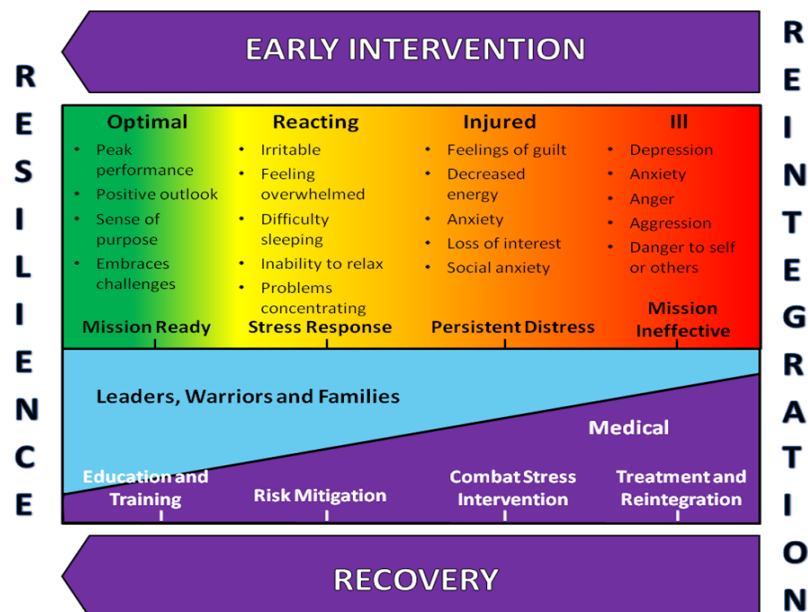 EARLY INTERVENTION
RESILIENCE
REINTEGRATION
Optimal
• Peak
performance
• Positive outlook
• Sense of
purpose
• Embraces
challenges
Mission Ready
Reacting
• Irritable
• Feeling
overwhelmed
• Difficulty
sleeping
• Inability to relax
• Problems
concentrating
Stress Response
Injured
• Feelings of guilt
• Decreased
energy
• Anxiety
• Loss of interest
• Social anxiety
Persistent Distress
Ill
• Depression
• Anxiety
• Anger
• Aggression
• Danger to self
or others
Mission
Ineffective
Leaders, Warriors and Families
Medical
Education and
Training
Risk Mitigation
Combat Stress
Intervention
Treatment and
Reintegration
RECOVERY